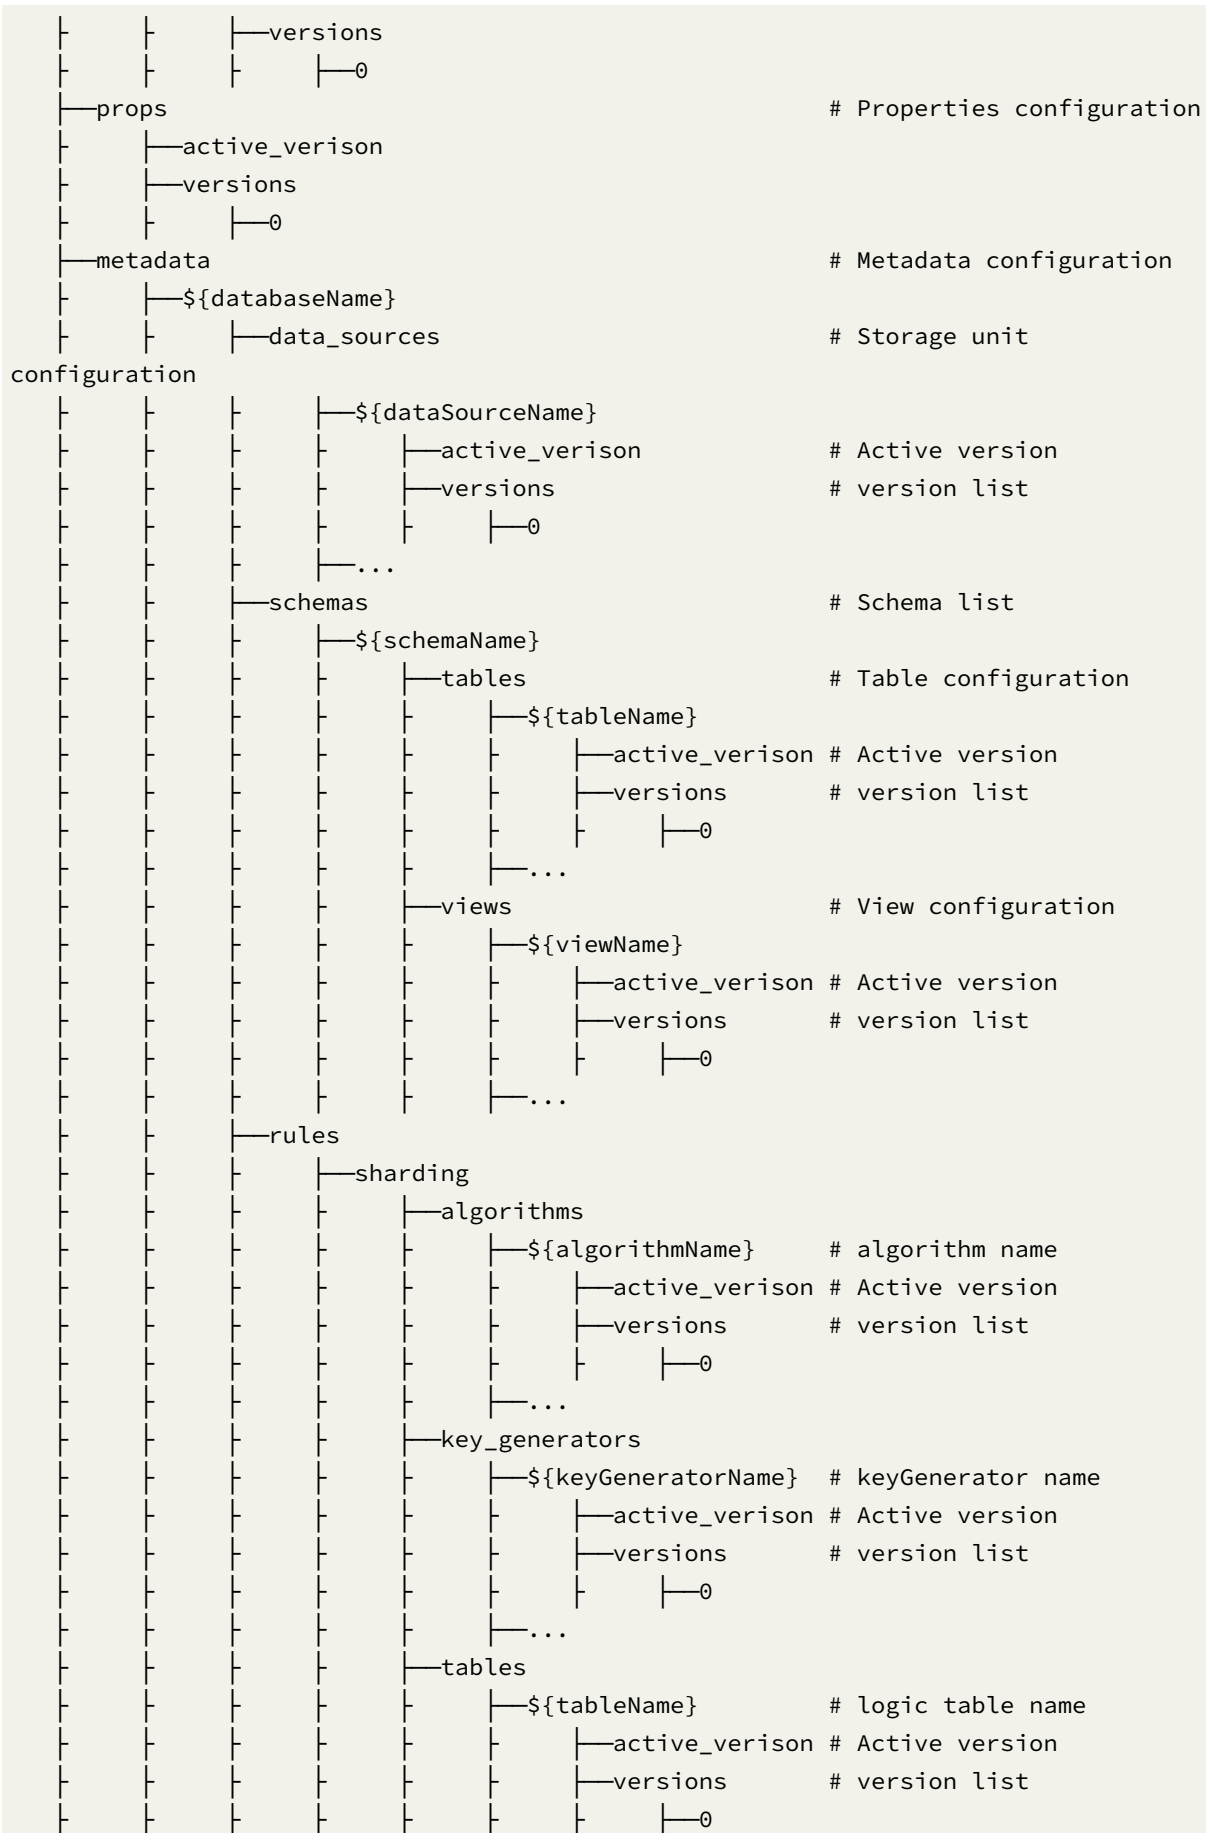 ├      ├      ├──versions
├      ├      ├      ├──0
├──props                                              # Properties configuration
├      ├──active_verison
├      ├──versions
├      ├      ├──0
├──metadata                                           # Metadata configuration
├      ├──${databaseName}
├      ├      ├──data_sources                         # Storage unit
configuration
├      ├      ├      ├──${dataSourceName}
├      ├      ├      ├      ├──active_verison         # Active version
├      ├      ├      ├      ├──versions               # version list
├      ├      ├      ├      ├      ├──0
├      ├      ├      ├──...
├      ├      ├──schemas                              # Schema list
├      ├      ├      ├──${schemaName}
├      ├      ├      ├      ├──tables                 # Table configuration
├      ├      ├      ├      ├      ├──${tableName}
├      ├      ├      ├      ├      ├      ├──active_verison # Active version
├      ├      ├      ├      ├      ├      ├──versions       # version list
├      ├      ├      ├      ├      ├      ├      ├──0
├      ├      ├      ├      ├      ├──...
├      ├      ├      ├      ├──views                  # View configuration
├      ├      ├      ├      ├      ├──${viewName}
├      ├      ├      ├      ├      ├      ├──active_verison # Active version
├      ├      ├      ├      ├      ├      ├──versions       # version list
├      ├      ├      ├      ├      ├      ├      ├──0
├      ├      ├      ├      ├      ├──...
├      ├      ├──rules
├      ├      ├      ├──sharding
├      ├      ├      ├      ├──algorithms
├      ├      ├      ├      ├      ├──${algorithmName}     # algorithm name
├      ├      ├      ├      ├      ├      ├──active_verison # Active version
├      ├      ├      ├      ├      ├      ├──versions       # version list
├      ├      ├      ├      ├      ├      ├      ├──0
├      ├      ├      ├      ├      ├──...
├      ├      ├      ├      ├──key_generators
├      ├      ├      ├      ├      ├──${keyGeneratorName}  # keyGenerator name
├      ├      ├      ├      ├      ├      ├──active_verison # Active version
├      ├      ├      ├      ├      ├      ├──versions       # version list
├      ├      ├      ├      ├      ├      ├      ├──0
├      ├      ├      ├      ├      ├──...
├      ├      ├      ├      ├──tables
├      ├      ├      ├      ├      ├──${tableName}         # logic table name
├      ├      ├      ├      ├      ├      ├──active_verison # Active version
├      ├      ├      ├      ├      ├      ├──versions       # version list
├      ├      ├      ├      ├      ├      ├      ├──0